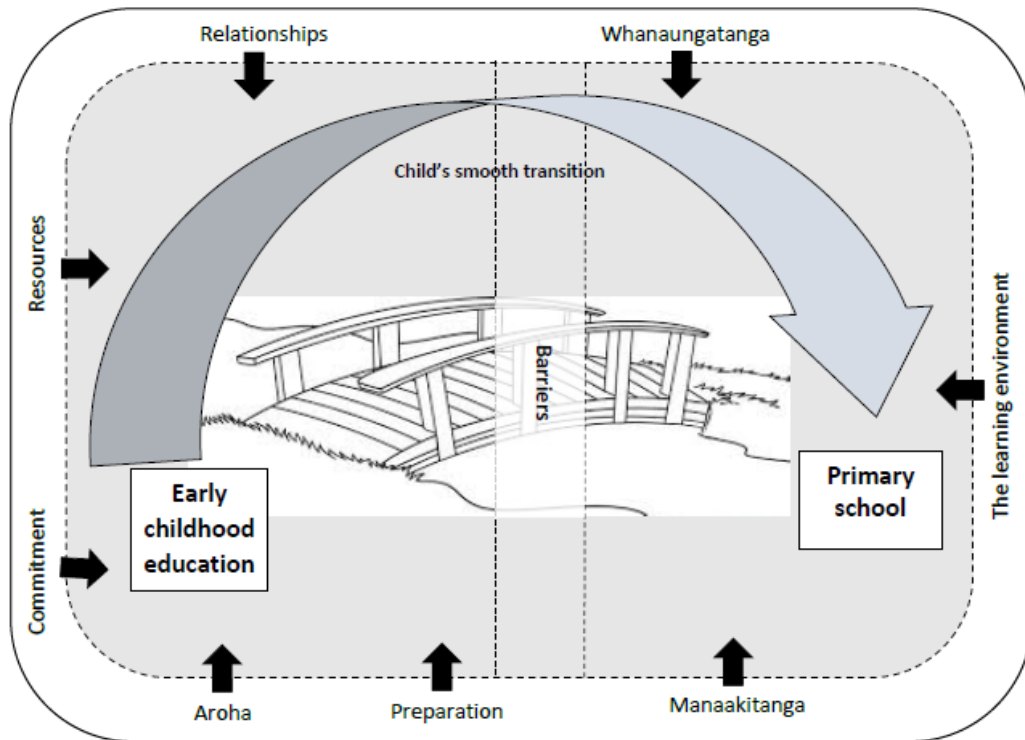 Relationships
Whanaungatanga
Child's smooth transition
Resources
Barriers
The learning environment
Early
childhood
education
Primary
school
Commitment
Aroha
Preparation
Manaakitanga